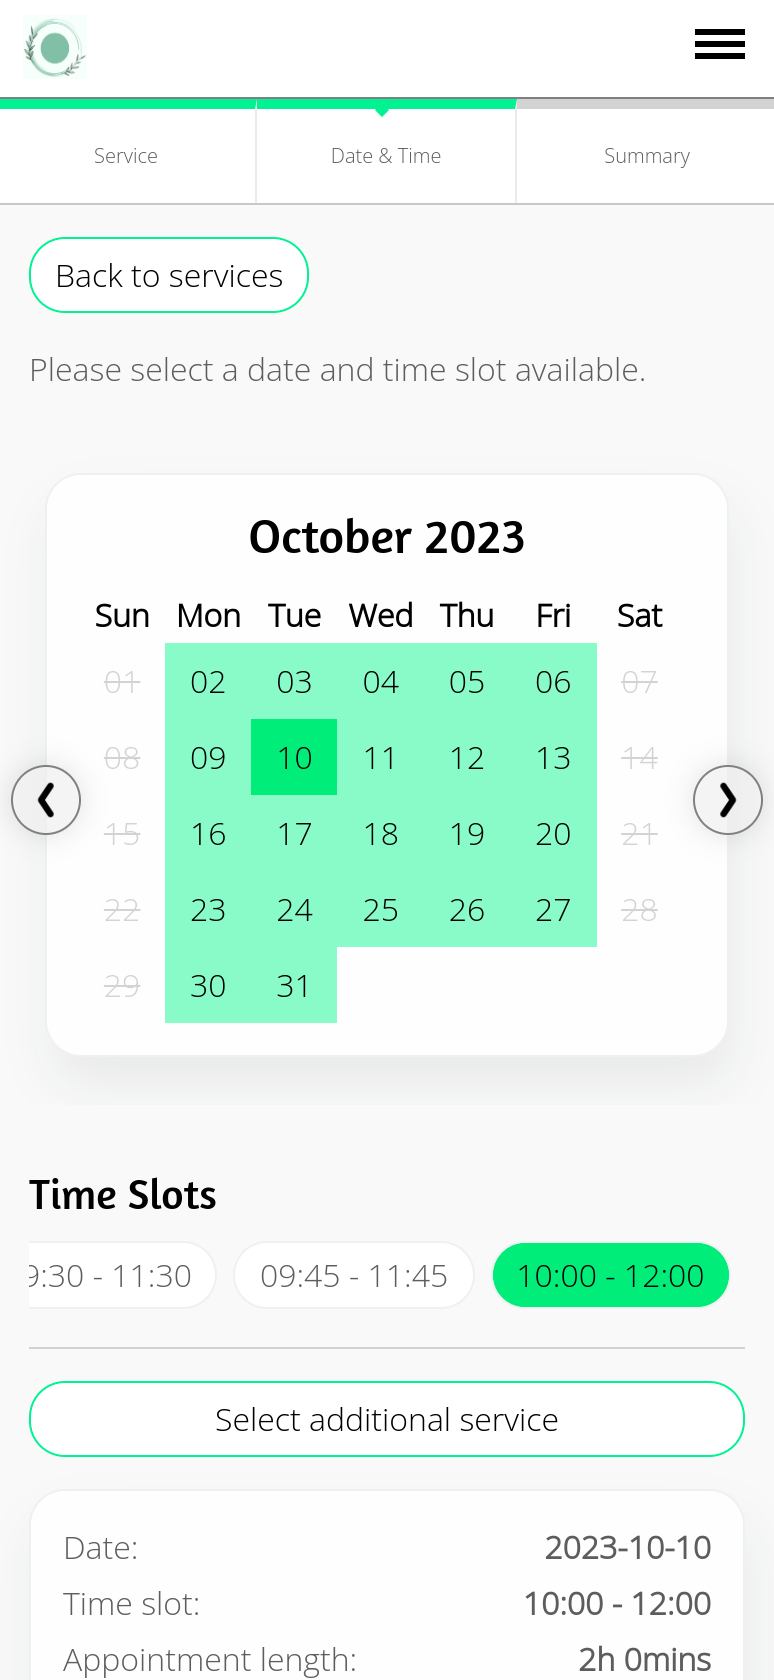 Service Date & Time Summary
Back to services
Please select a date and time slot available.
October 2023
Sun Mon Tue Wed Thu Fri Sat
01 02 03 04 05 06 07
08 09 10 11 12 13 14
15 16 17 18 19 20 21
22 23 24 25 26 27 28
29 30 31
Time Slots
9:30 - 11:30 09:45 - 11:45 10:00 - 12:00
Select additional service
Date: 2023-10-10
Time slot: 10:00 - 12:00
Appointment length: 2h 0mins